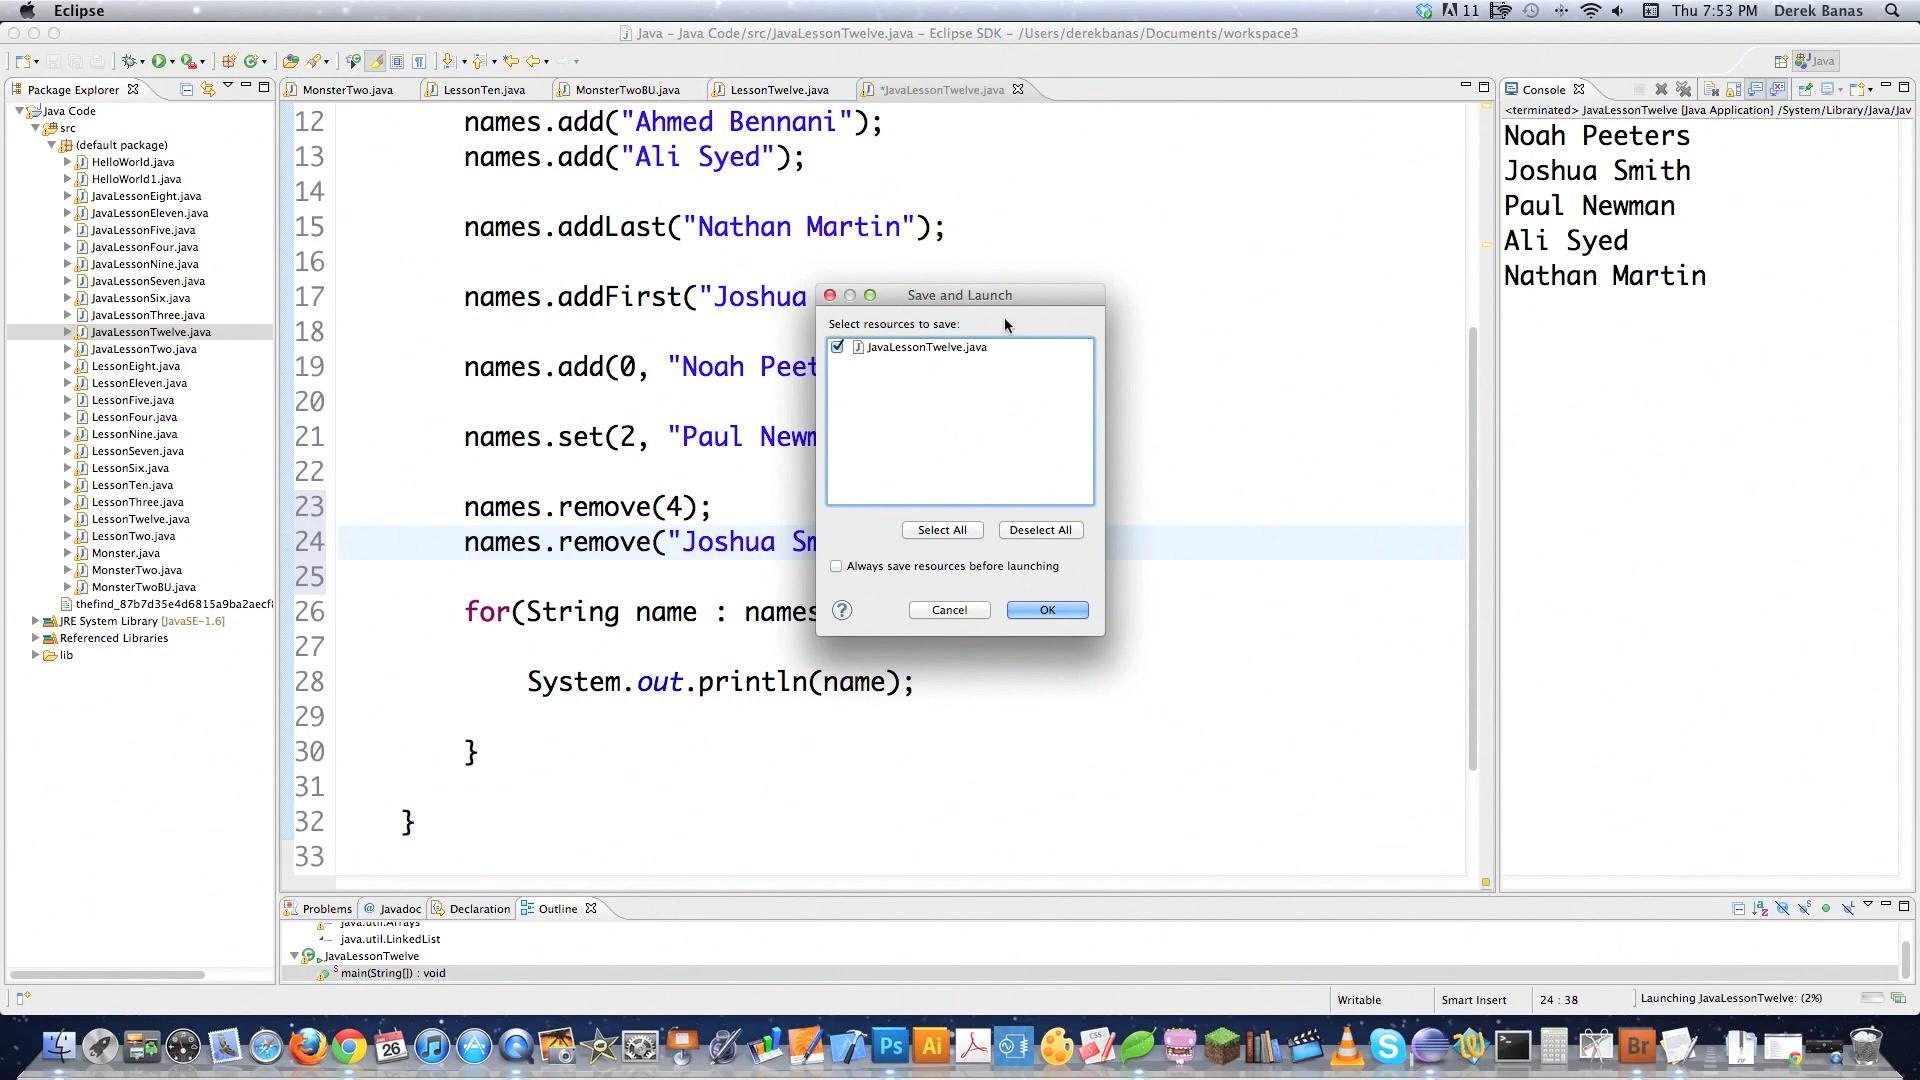 Eclipse
11
Thu 7:53 PM
Derek Banas
Java – Java Code/src/JavaLessonTwelve.java – Eclipse SDK – /Users/derekbanas/Documents/workspace3
Java
Package Explorer
Java Code
src
(default package)
HelloWorld.java
HelloWorld1.java
JavaLessonEight.java
JavaLessonEleven.java
JavaLessonFive.java
JavaLessonFour.java
JavaLessonNine.java
JavaLessonSeven.java
JavaLessonSix.java
JavaLessonThree.java
JavaLessonTwelve.java
JavaLessonTwo.java
LessonEight.java
LessonEleven.java
LessonFive.java
LessonFour.java
LessonNine.java
LessonSeven.java
LessonSix.java
LessonTen.java
LessonThree.java
LessonTwelve.java
LessonTwo.java
Monster.java
MonsterTwo.java
MonsterTwoBU.java
thefind_87b7d35e4d6815a9ba2aecf8
JRE System Library [JavaSE-1.6]
Referenced Libraries
lib
MonsterTwo.java
LessonTen.java
MonsterTwoBU.java
LessonTwelve.java
*JavaLessonTwelve.java
12 names.add("Ahmed Bennani");
13 names.add("Ali Syed");
14
15 names.addLast("Nathan Martin");
16
17 names.addFirst("Joshua
18
19 names.add(0, "Noah Peet
20
21 names.set(2, "Paul Newm
22
23 names.remove(4);
24 names.remove("Joshua Sm
25
26 for(String name : names
27
28 System.out.println(name);
29
30 }
31
32 }
33
Save and Launch
Select resources to save:
JavaLessonTwelve.java
Select All
Deselect All
Always save resources before launching
?
Cancel
OK
Console
<terminated> JavaLessonTwelve [Java Application] /System/Library/Java/Jav
Noah Peeters
Joshua Smith
Paul Newman
Ali Syed
Nathan Martin
Problems
@ Javadoc
Declaration
Outline
java.util.Arrays
java.util.LinkedList
JavaLessonTwelve
main(String[]) : void
Writable
Smart Insert
24 : 38
Launching JavaLessonTwelve: (2%)
26
Ps
Ai
CSS
Br